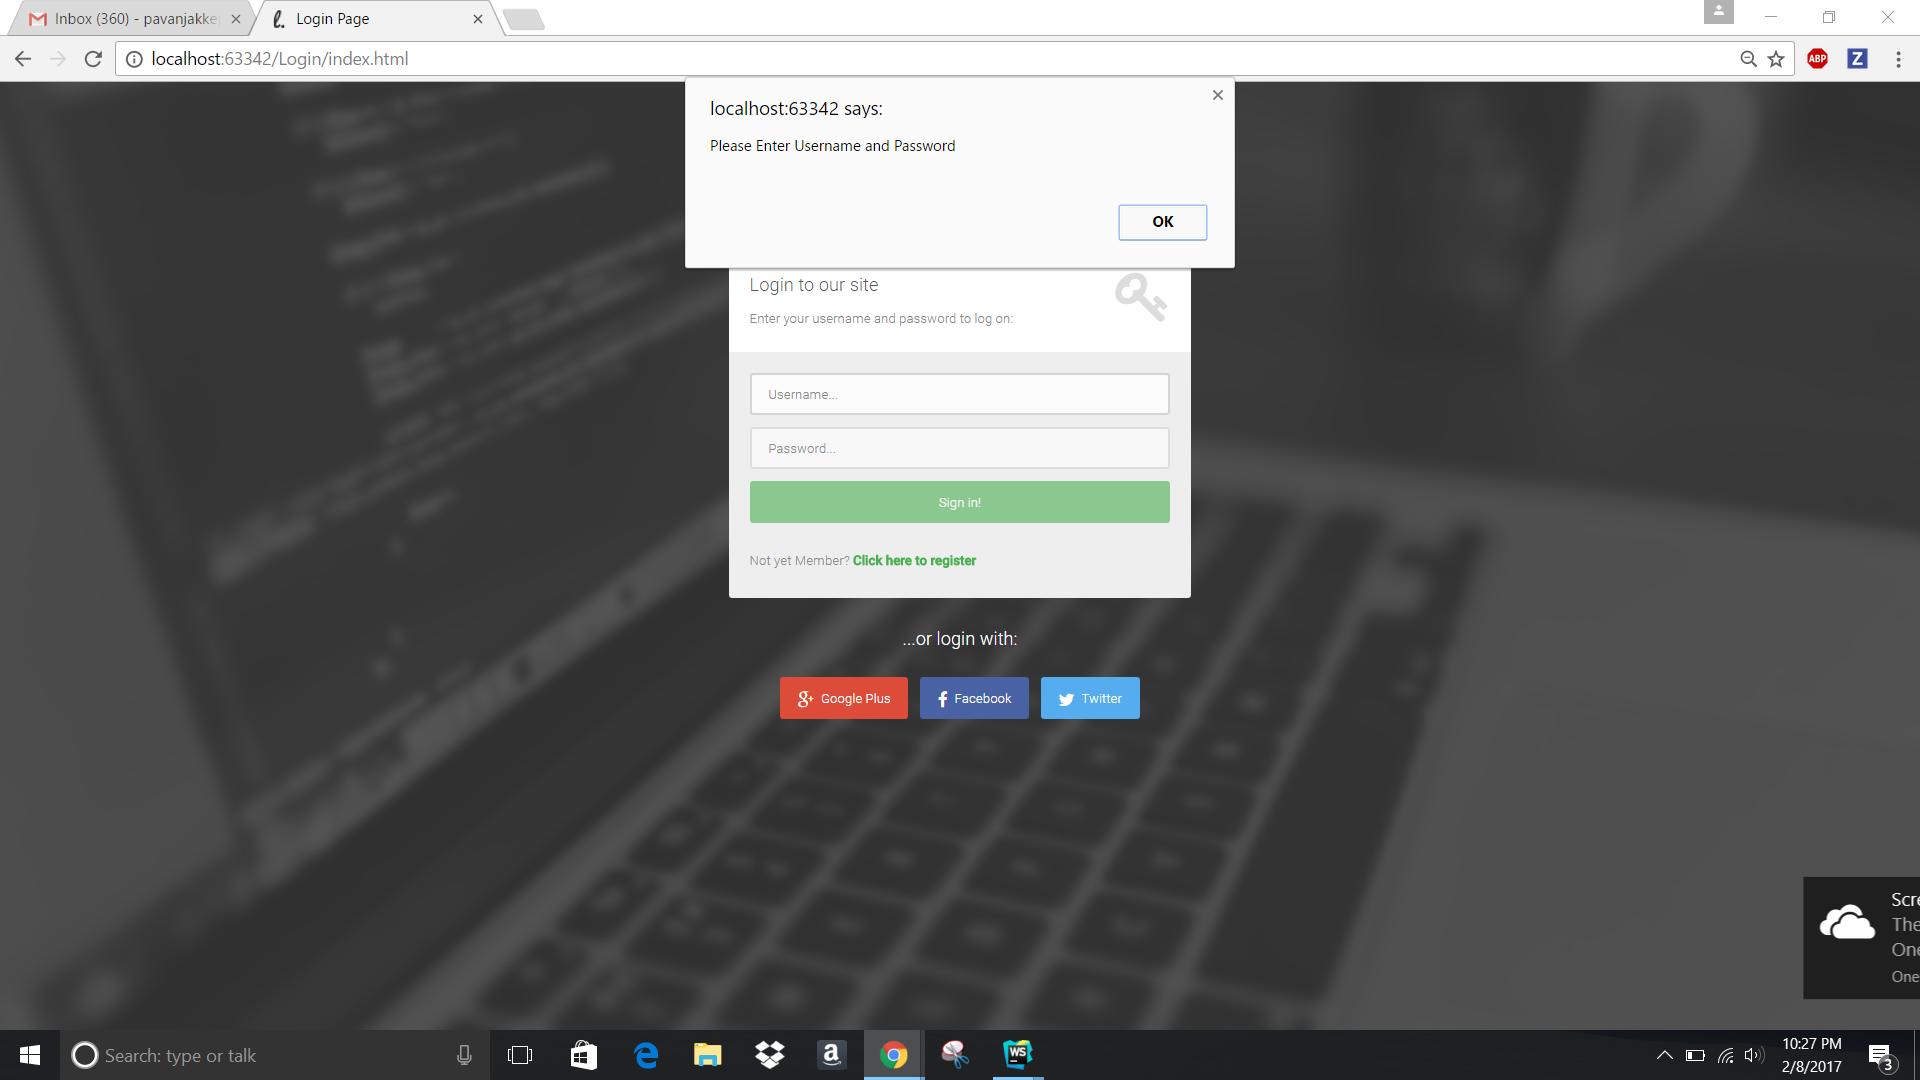 Inbox (360) - pavanjakke
Login Page
localhost:63342/Login/index.html
ABP
Z
localhost:63342 says:
Please Enter Username and Password
OK
Login to our site
Enter your username and password to log on:
Username...
Password...
Sign in!
Not yet Member? Click here to register
...or login with:
Google Plus
Facebook
Twitter
Scre
The
One
One
Search: type or talk
a
WS
10:27 PM
2/8/2017
3